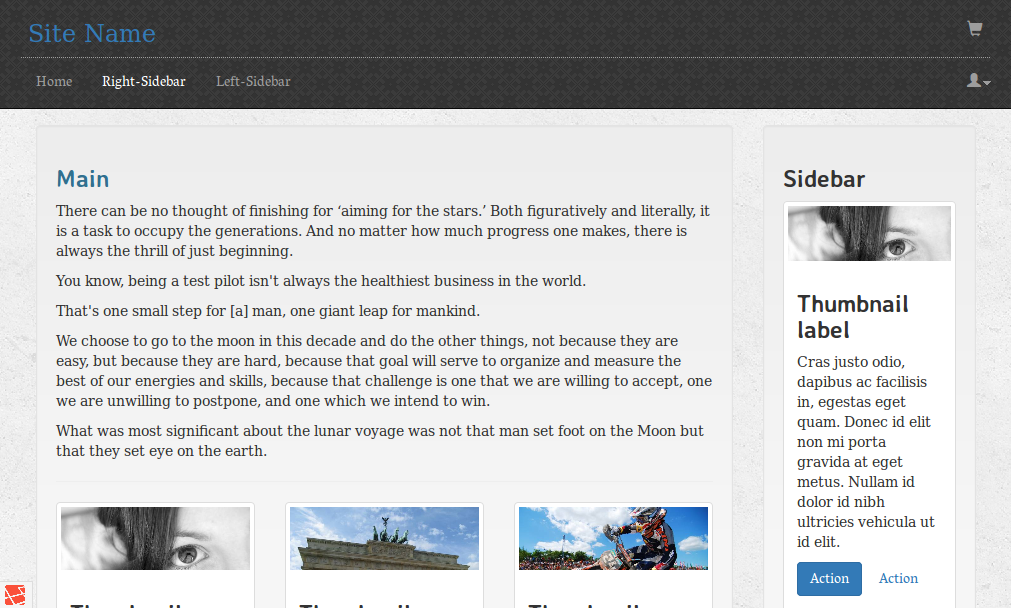 Site Name
Home Right-Sidebar Left-Sidebar
Main
There can be no thought of finishing for ‘aiming for the stars.’ Both figuratively and literally, it
is a task to occupy the generations. And no matter how much progress one makes, there is
always the thrill of just beginning.
You know, being a test pilot isn't always the healthiest business in the world.
That's one small step for [a] man, one giant leap for mankind.
We choose to go to the moon in this decade and do the other things, not because they are
easy, but because they are hard, because that goal will serve to organize and measure the
best of our energies and skills, because that challenge is one that we are willing to accept, one
we are unwilling to postpone, and one which we intend to win.
What was most significant about the lunar voyage was not that man set foot on the Moon but
that they set eye on the earth.
Sidebar
Thumbnail
label
Cras justo odio,
dapibus ac facilisis
in, egestas eget
quam. Donec id elit
non mi porta
gravida at eget
metus. Nullam id
dolor id nibh
ultricies vehicula ut
id elit.
Action Action